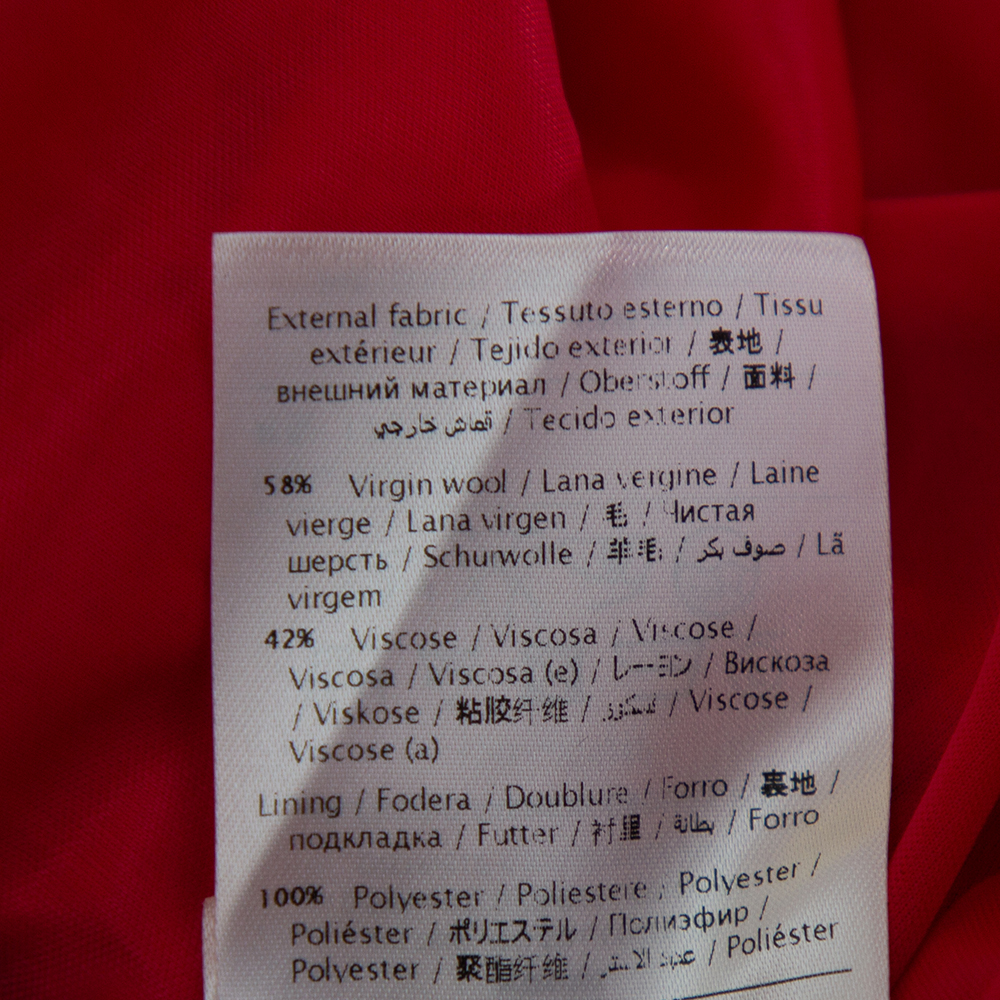 External fabric / Tessuto esterno / Tissu
extérieur / Tejido exterior / 表地 /
внешний материал / Oberstoff / 面料 /
قماش خارجي / Tecido exterior
58% Virgin wool / Lana vergine / Laine
vierge / Lana virgen / 毛 / Чистая
шерсть / Schurwolle / 羊毛 / صوف بكر / Lã
virgem
42% Viscose / Viscosa / Viscose /
Viscosa / Viscosa (e) / レーヨン / Вискоза
/ Viskose / 粘胶纤维 / فسكوز / Viscose /
Viscose (a)
Lining / Fodera / Doublure / Forro / 裏地 /
подкладка / Futter / 衬里 / بطانة / Forro
100% Polyester / Poliestere / Polyester /
Poliéster / ポリエステル / Полиэфир /
Polyester / 聚酯纤维 / / Poliéster